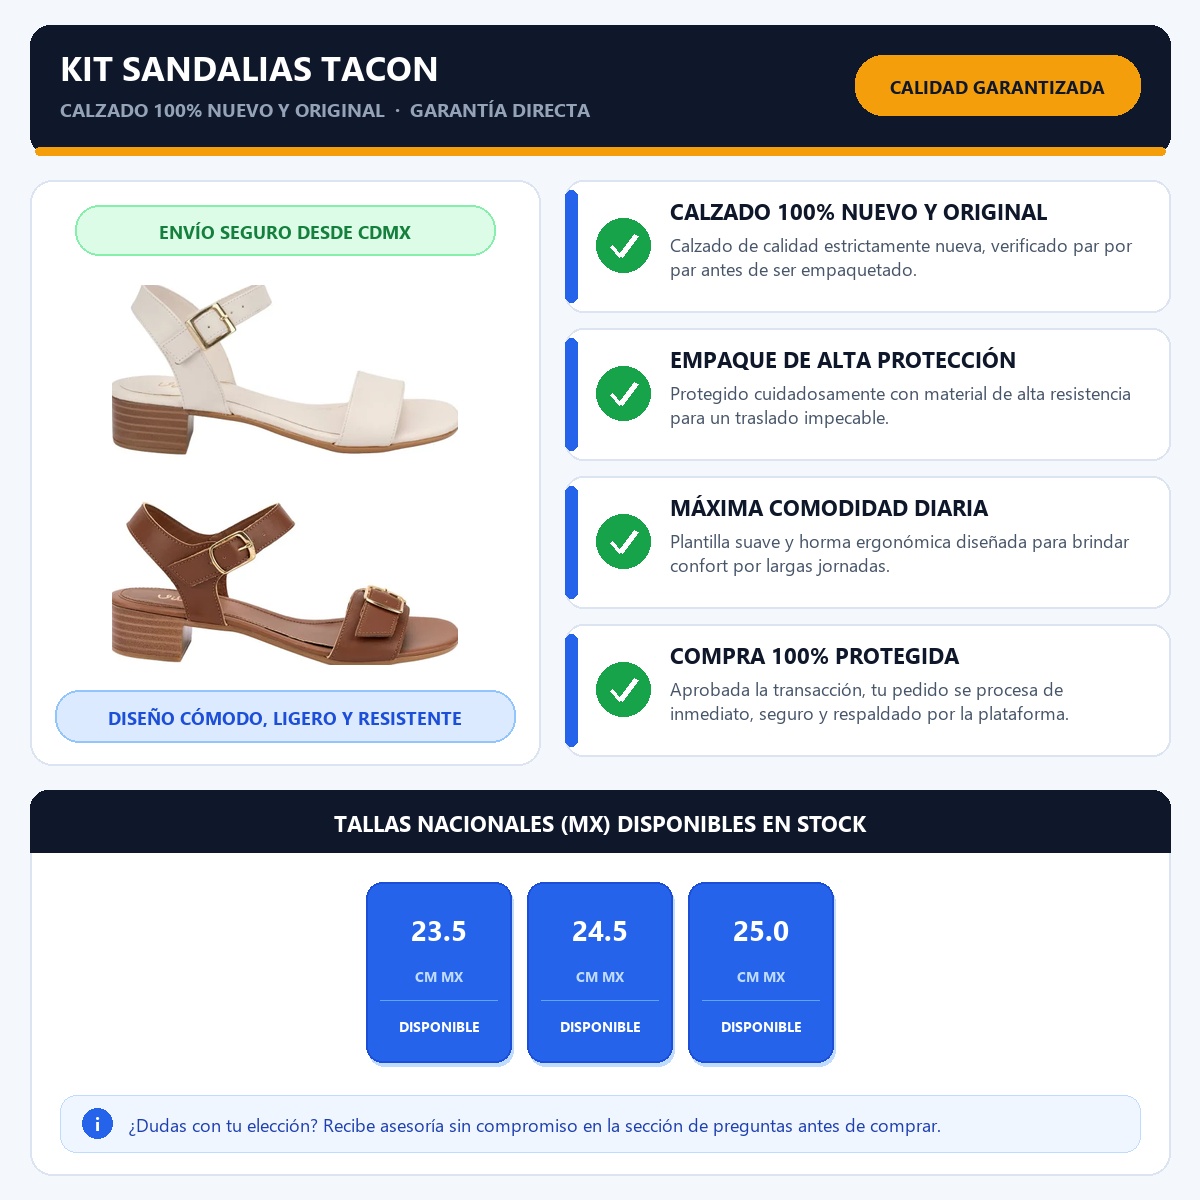 KIT SANDALIAS TACON
CALZADO 100% NUEVO Y ORIGINAL · GARANTÍA DIRECTA
CALIDAD GARANTIZADA
ENVÍO SEGURO DESDE CDMX
DISEÑO CÓMODO, LIGERO Y RESISTENTE
CALZADO 100% NUEVO Y ORIGINAL
Calzado de calidad estrictamente nueva, verificado par por
par antes de ser empaquetado.
EMPAQUE DE ALTA PROTECCIÓN
Protegido cuidadosamente con material de alta resistencia
para un traslado impecable.
MÁXIMA COMODIDAD DIARIA
Plantilla suave y horma ergonómica diseñada para brindar
confort por largas jornadas.
COMPRA 100% PROTEGIDA
Aprobada la transacción, tu pedido se procesa de
inmediato, seguro y respaldado por la plataforma.
TALLAS NACIONALES (MX) DISPONIBLES EN STOCK
23.5
CM MX
DISPONIBLE
24.5
CM MX
DISPONIBLE
25.0
CM MX
DISPONIBLE
¿Dudas con tu elección? Recibe asesoría sin compromiso en la sección de preguntas antes de comprar.